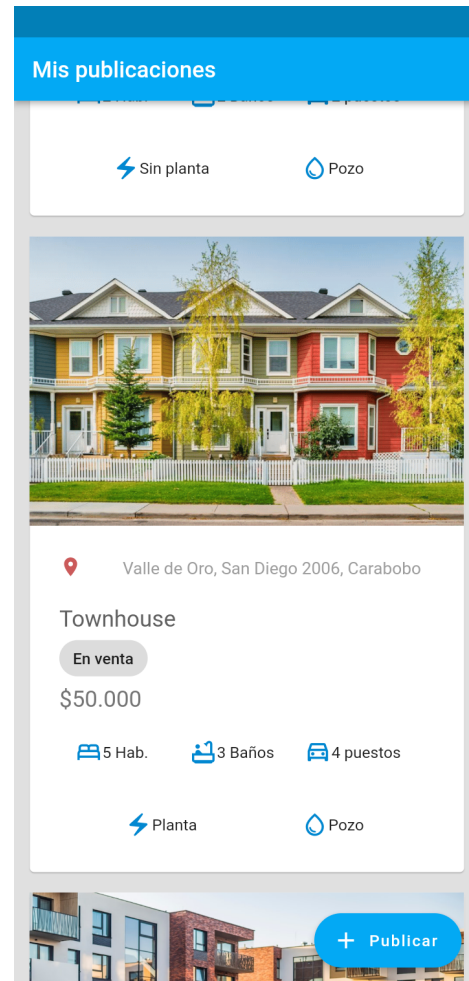 Mis publicaciones
Sin planta Pozo
Valle de Oro, San Diego 2006, Carabobo
Townhouse
En venta
$50.000
5 Hab. 3 Baños 4 puestos
Planta Pozo
+ Publicar